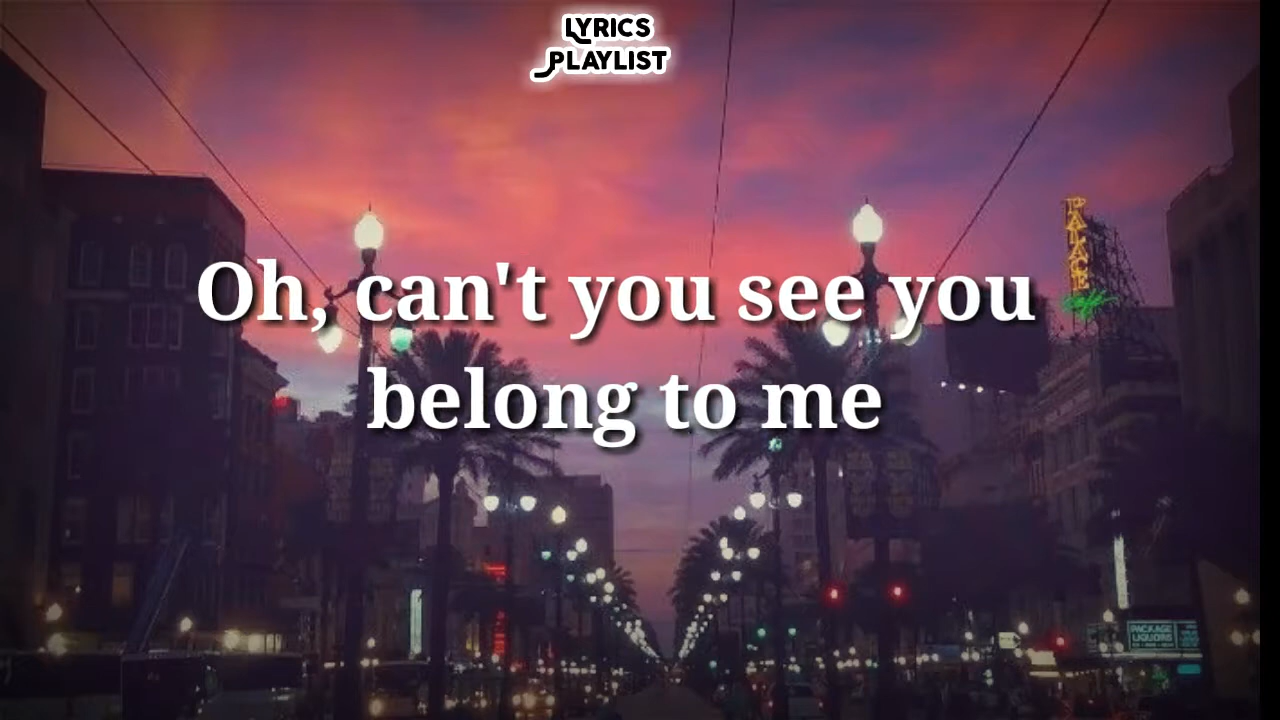 LYRICS
PLAYLIST
PALACE
Oh, can't you see you
belong to me
PACKAGE
LIQUORS